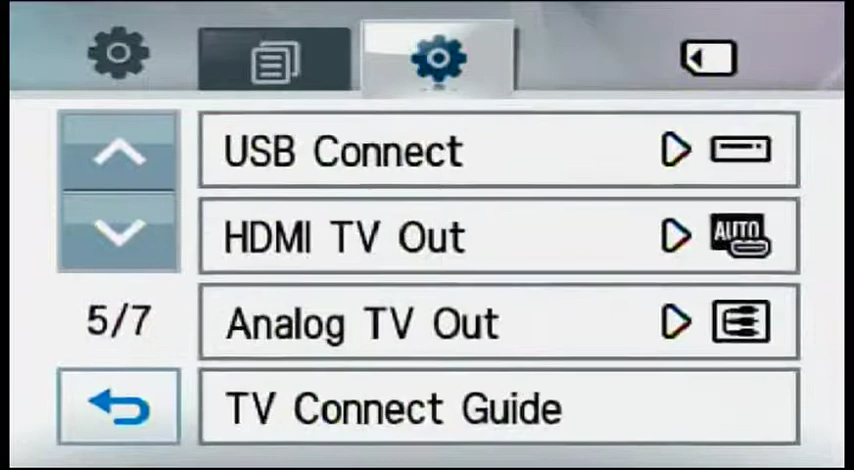 USB Connect
HDMI TV Out
AUTO
5/7
Analog TV Out
TV Connect Guide